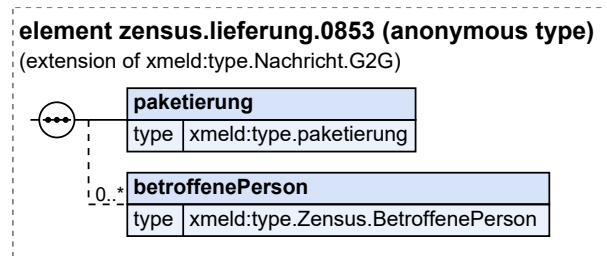 element zensus.lieferung.0853 (anonymous type)
(extension of xmeld:type.Nachricht.G2G)
paketierung
type xmeld:type.paketierung
0..* betroffenePerson
type xmeld:type.Zensus.BetroffenePerson